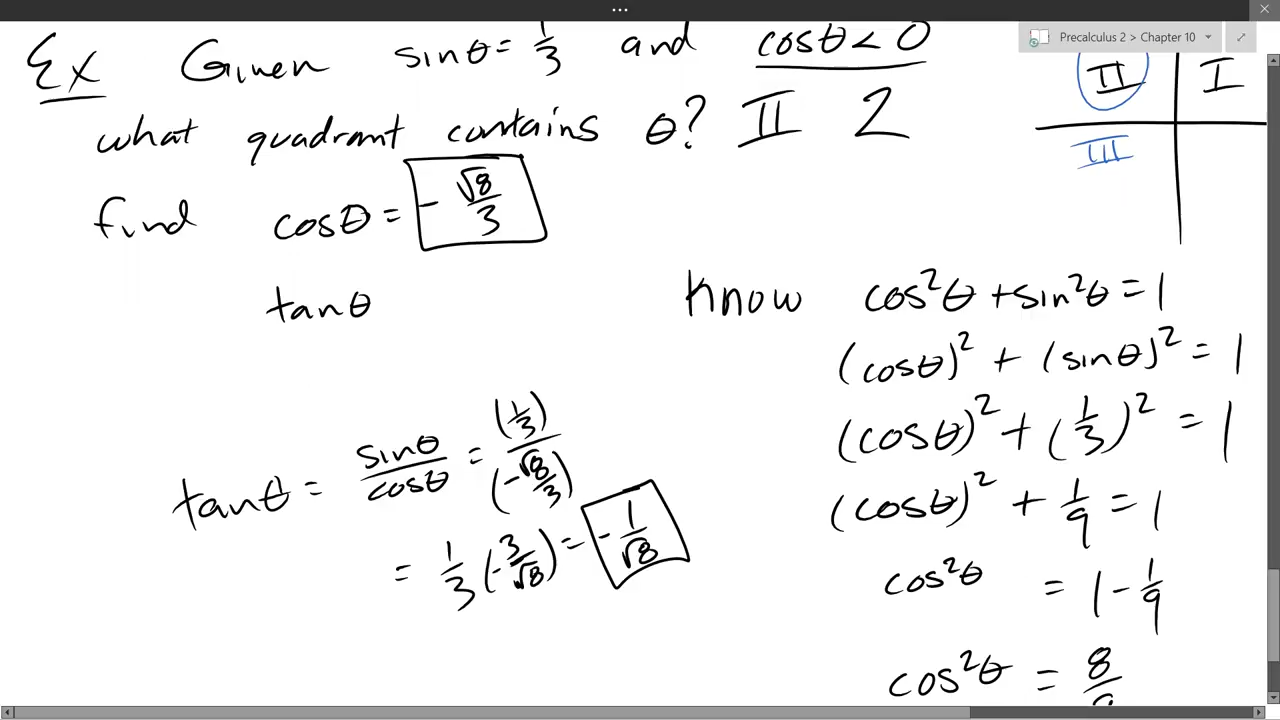 ...
Precalculus 2 > Chapter 10
Ex Given sinθ = 1/3 and cosθ < 0
what quadrant contains θ? II 2
II I
III
find cosθ = -√8/3
tanθ
Know cos²θ + sin²θ = 1
(cosθ)² + (sinθ)² = 1
(cosθ)² + (1/3)² = 1
(cosθ)² + 1/9 = 1
cos²θ = 1 - 1/9
cos²θ = 8/9
tanθ = sinθ/cosθ = (1/3)/(-√8/3)
= 1/3 (-3/√8) = -1/√8